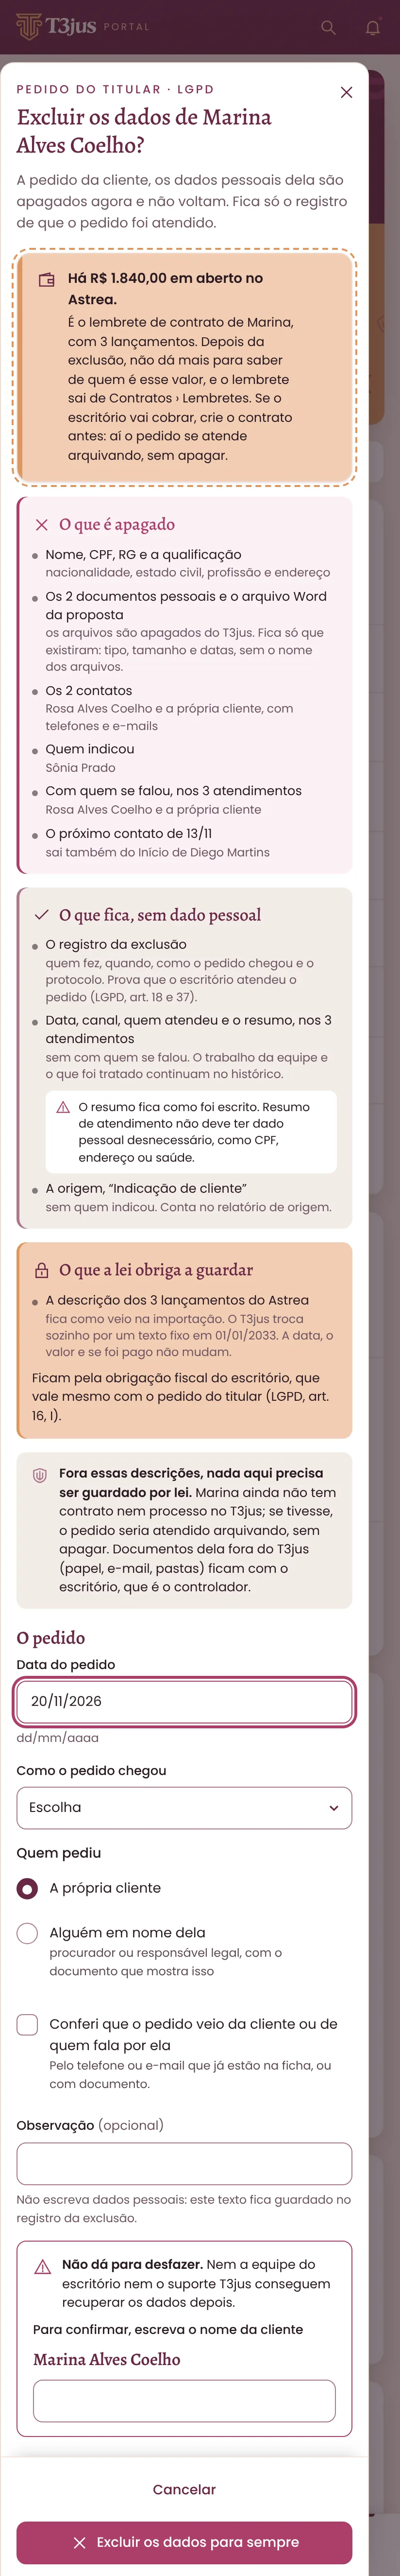 T3jus PORTAL
PEDIDO DO TITULAR · LGPD
Excluir os dados de Marina
Alves Coelho?
A pedido da cliente, os dados pessoais dela são
apagados agora e não voltam. Fica só o registro
de que o pedido foi atendido.
Há R$ 1.840,00 em aberto no
Astrea.
É o lembrete de contrato de Marina,
com 3 lançamentos. Depois da
exclusão, não dá mais para saber
de quem é esse valor, e o lembrete
sai de Contratos › Lembretes. Se o
escritório vai cobrar, crie o contrato
antes: aí o pedido se atende
arquivando, sem apagar.
O que é apagado
Nome, CPF, RG e a qualificação
nacionalidade, estado civil, profissão e endereço
Os 2 documentos pessoais e o arquivo Word
da proposta
os arquivos são apagados do T3jus. Fica só que
existiram: tipo, tamanho e datas, sem o nome
dos arquivos.
Os 2 contatos
Rosa Alves Coelho e a própria cliente, com
telefones e e-mails
Quem indicou
Sônia Prado
Com quem se falou, nos 3 atendimentos
Rosa Alves Coelho e a própria cliente
O próximo contato de 13/11
sai também do Início de Diego Martins
O que fica, sem dado pessoal
O registro da exclusão
quem fez, quando, como o pedido chegou e o
protocolo. Prova que o escritório atendeu o
pedido (LGPD, art. 18 e 37).
Data, canal, quem atendeu e o resumo, nos 3
atendimentos
sem com quem se falou. O trabalho da equipe e
o que foi tratado continuam no histórico.
O resumo fica como foi escrito. Resumo
de atendimento não deve ter dado
pessoal desnecessário, como CPF,
endereço ou saúde.
A origem, “Indicação de cliente”
sem quem indicou. Conta no relatório de origem.
O que a lei obriga a guardar
A descrição dos 3 lançamentos do Astrea
fica como veio na importação. O T3jus troca
sozinho por um texto fixo em 01/01/2033. A data, o
valor e se foi pago não mudam.
Ficam pela obrigação fiscal do escritório, que
vale mesmo com o pedido do titular (LGPD, art.
16, I).
Fora essas descrições, nada aqui precisa
ser guardado por lei. Marina ainda não tem
contrato nem processo no T3jus; se tivesse,
o pedido seria atendido arquivando, sem
apagar. Documentos dela fora do T3jus
(papel, e-mail, pastas) ficam com o
escritório, que é o controlador.
O pedido
Data do pedido
20/11/2026
dd/mm/aaaa
Como o pedido chegou
Escolha
Quem pediu
A própria cliente
Alguém em nome dela
procurador ou responsável legal, com o
documento que mostra isso
Conferi que o pedido veio da cliente ou de
quem fala por ela
Pelo telefone ou e-mail que já estão na ficha, ou
com documento.
Observação (opcional)
Não escreva dados pessoais: este texto fica guardado no
registro da exclusão.
Não dá para desfazer. Nem a equipe do
escritório nem o suporte T3jus conseguem
recuperar os dados depois.
Para confirmar, escreva o nome da cliente
Marina Alves Coelho
Cancelar
Excluir os dados para sempre